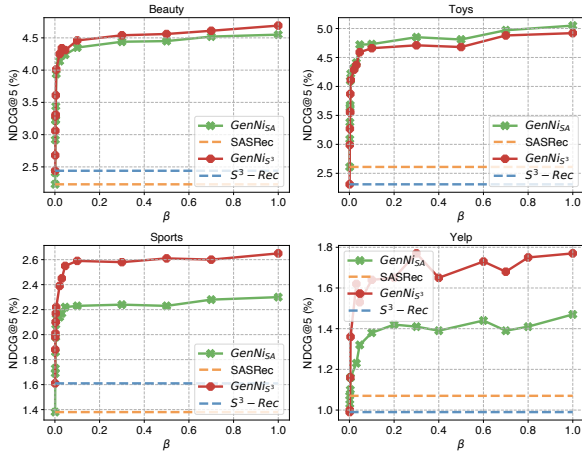 Beauty
NDCG@5 (%)
4.5
4.0
3.5
3.0
2.5
GenNi_SA
SASRec
GenNi_S³
S³ − Rec
0.0 0.2 0.4 0.6 0.8 1.0
β
Toys
NDCG@5 (%)
5.0
4.5
4.0
3.5
3.0
2.5
GenNi_SA
SASRec
GenNi_S³
S³ − Rec
0.0 0.2 0.4 0.6 0.8 1.0
β
Sports
NDCG@5 (%)
2.6
2.4
2.2
2.0
1.8
1.6
1.4
GenNi_SA
SASRec
GenNi_S³
S³ − Rec
0.0 0.2 0.4 0.6 0.8 1.0
β
Yelp
NDCG@5 (%)
1.8
1.6
1.4
1.2
1.0
GenNi_SA
SASRec
GenNi_S³
S³ − Rec
0.0 0.2 0.4 0.6 0.8 1.0
β